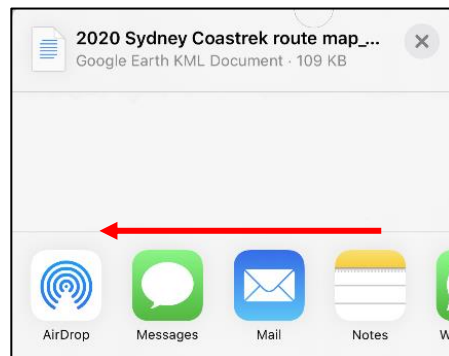 2020 Sydney Coastrek route map_...
Google Earth KML Document · 109 KB
AirDrop Messages Mail Notes W